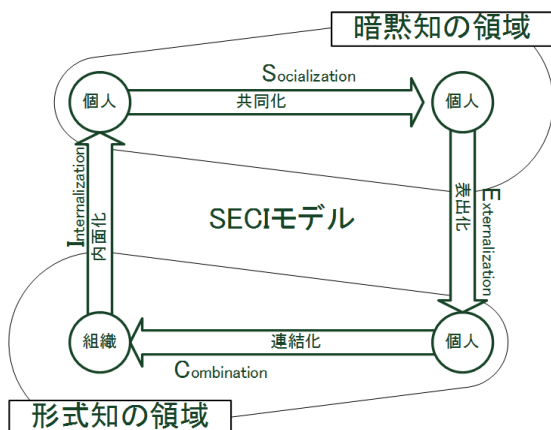 暗黙知の領域
Socialization
個人
共同化
個人
Internalization
内面化
SECIモデル
表出化
Externalization
組織
連結化
個人
Combination
形式知の領域